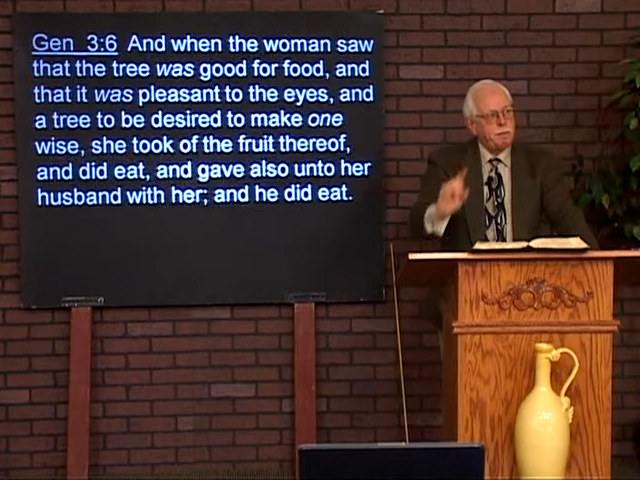 Gen 3:6 And when the woman saw
that the tree was good for food, and
that it was pleasant to the eyes, and
a tree to be desired to make one
wise, she took of the fruit thereof,
and did eat, and gave also unto her
husband with her; and he did eat.